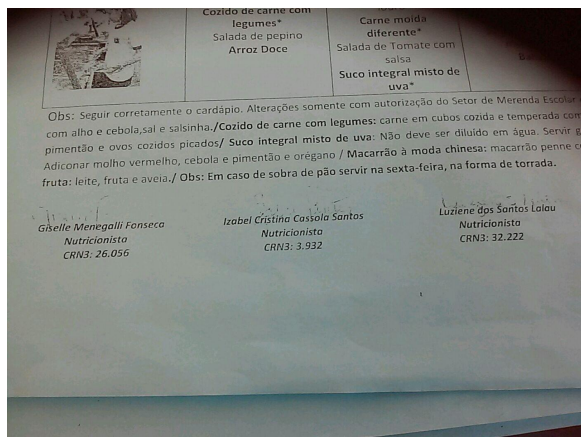 Cozido de carne com
legumes*
Salada de pepino
Arroz Doce
Carne moida
diferente*
Salada de Tomate com
salsa
Suco integral misto de
uva*
Obs: Seguir corretamente o cardápio. Alterações somente com autorização do Setor de Merenda Escolar
com alho e cebola,sal e salsinha./Cozido de carne com legumes: carne em cubos cozida e temperada com
pimentão e ovos cozidos picados/ Suco integral misto de uva: Não deve ser diluído em água. Servir
Adiconar molho vermelho, cebola e pimentão e orégano / Macarrão à moda chinesa: macarrão penne
fruta: leite, fruta e aveia./ Obs: Em caso de sobra de pão servir na sexta-feira, na forma de torrada.
Giselle Menegalli Fonseca
Nutricionista
CRN3: 26.056
Izabel Cristina Cassola Santos
Nutricionista
CRN3: 3.932
Luziene dos Santos Lalau
Nutricionista
CRN3: 32.222